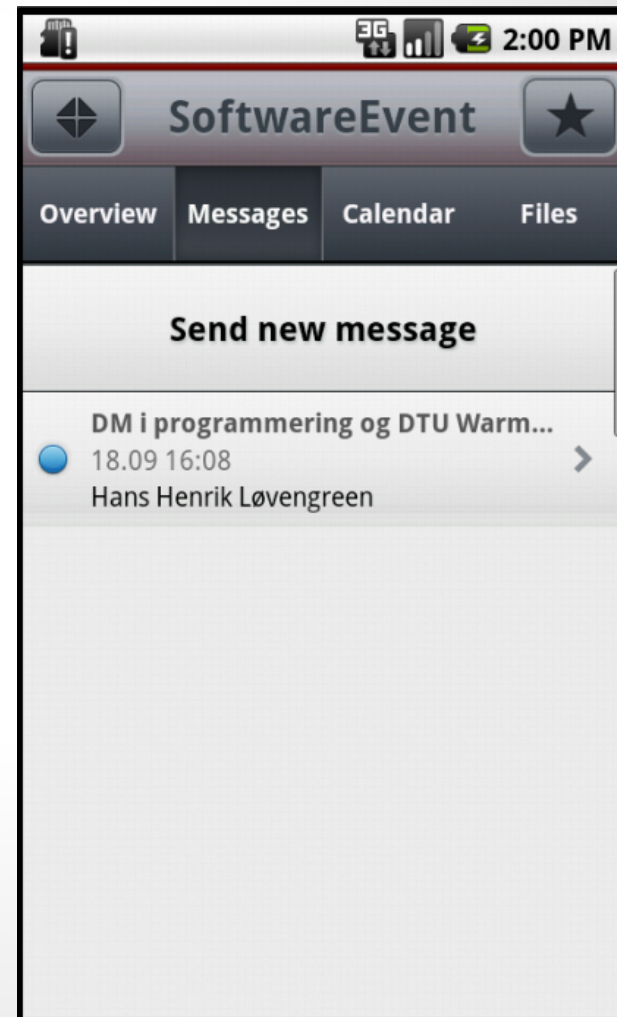 3G 2:00 PM
SoftwareEvent
Overview Messages Calendar Files
Send new message
DM i programmering og DTU Warm...
18.09 16:08
Hans Henrik Løvengreen